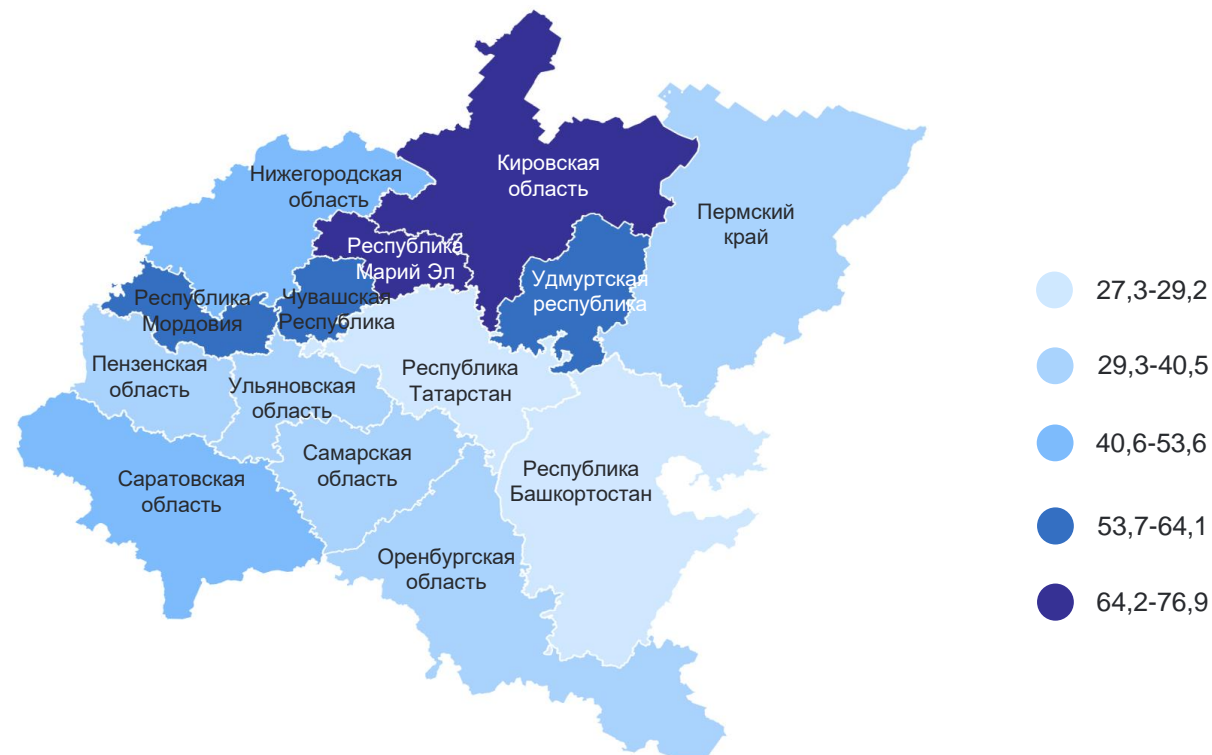 Кировская
область
Нижегородская
область
Пермский
край
Республика
Марий Эл
Удмуртская
республика
Республика
Мордовия
Чувашская
Республика
Пензенская
область
Ульяновская
область
Республика
Татарстан
Самарская
область
Республика
Башкортостан
Саратовская
область
Оренбургская
область
27,3-29,2
29,3-40,5
40,6-53,6
53,7-64,1
64,2-76,9